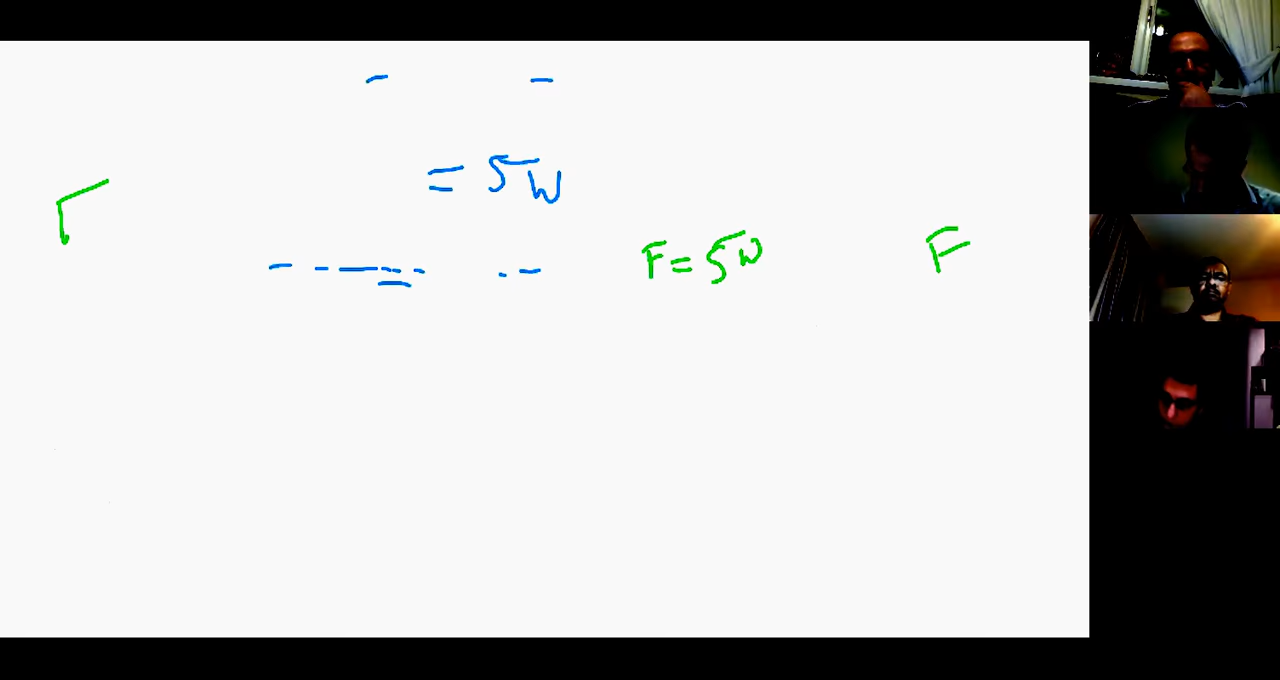 = 5W
F = 5W F